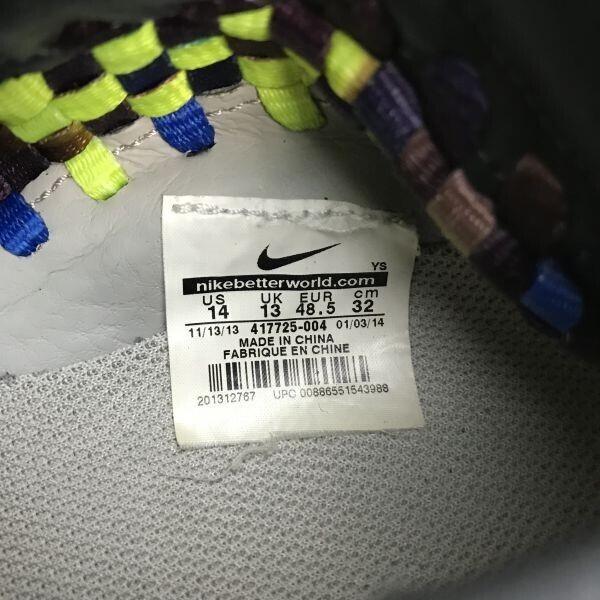 YS
nikebetterworld.com
US UK EUR cm
14 13 48.5 32
11/13/13 417725-004 01/03/14
MADE IN CHINA
FABRIQUE EN CHINE
201312767 UPC 00886551543988